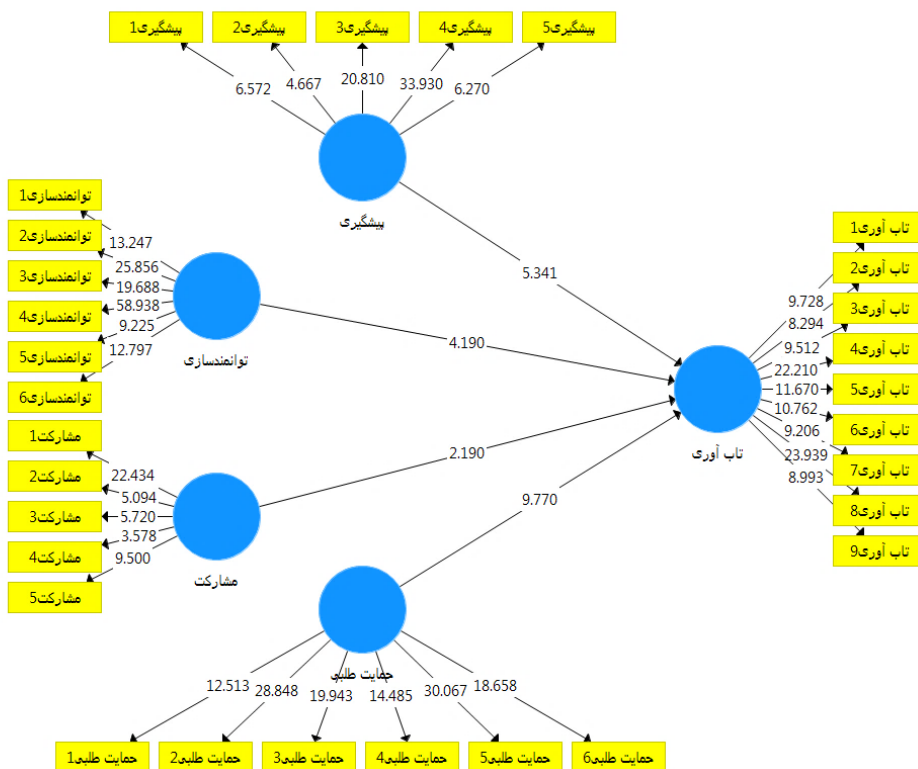 پیشگیری1
پیشگیری2
پیشگیری3
پیشگیری4
پیشگیری5
6.572
4.667
20.810
33.930
6.270
پیشگیری
توانمندسازی1
توانمندسازی2
توانمندسازی3
توانمندسازی4
توانمندسازی5
توانمندسازی6
13.247
25.856
19.688
58.938
9.225
12.797
توانمندسازی
مشارکت1
مشارکت2
مشارکت3
مشارکت4
مشارکت5
22.434
5.094
5.720
3.578
9.500
مشارکت
5.341
4.190
2.190
9.770
تاب آوری
9.728
8.294
9.512
22.210
11.670
10.762
9.206
23.939
8.993
تاب آوری1
تاب آوری2
تاب آوری3
تاب آوری4
تاب آوری5
تاب آوری6
تاب آوری7
تاب آوری8
تاب آوری9
حمایت طلبی
12.513
28.848
19.943
14.485
30.067
18.658
حمایت طلبی1
حمایت طلبی2
حمایت طلبی3
حمایت طلبی4
حمایت طلبی5
حمایت طلبی6